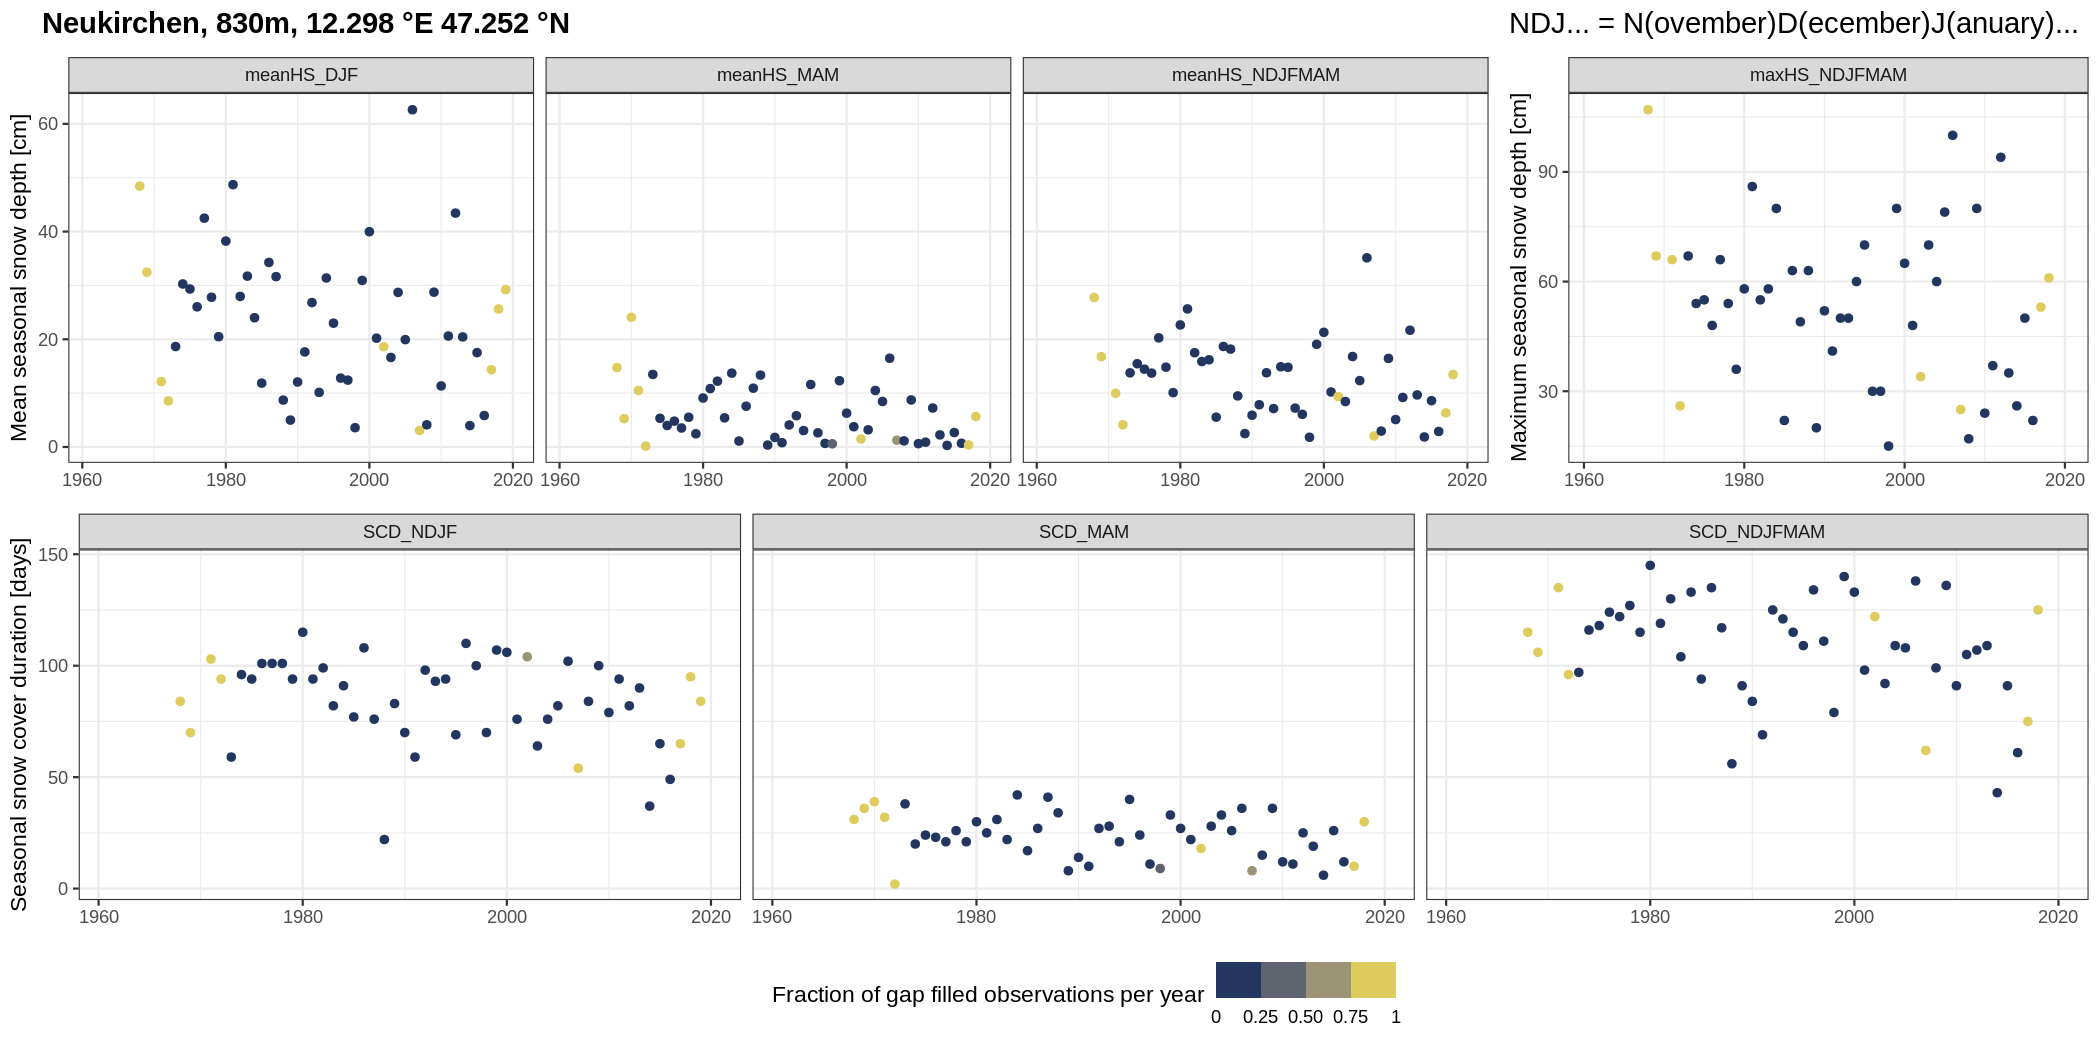 Neukirchen, 830m, 12.298 °E 47.252 °N
NDJ... = N(ovember)D(ecember)J(anuary)...
meanHS_DJF
meanHS_MAM
meanHS_NDJFMAM
maxHS_NDJFMAM
Mean seasonal snow depth [cm]
60
40
20
0
1960 1980 2000 2020
1960 1980 2000 2020
1960 1980 2000 2020
Maximum seasonal snow depth [cm]
90
60
30
1960 1980 2000 2020
SCD_NDJF
SCD_MAM
SCD_NDJFMAM
Seasonal snow cover duration [days]
150
100
50
0
1960 1980 2000 2020
1960 1980 2000 2020
1960 1980 2000 2020
Fraction of gap filled observations per year
0 0.25 0.50 0.75 1